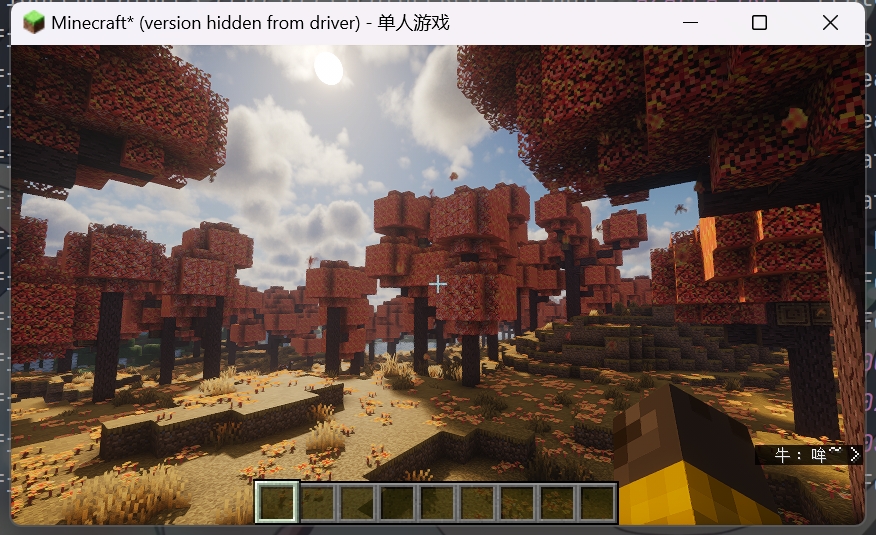 Minecraft* (version hidden from driver) - 单人游戏
牛：哞~~ >